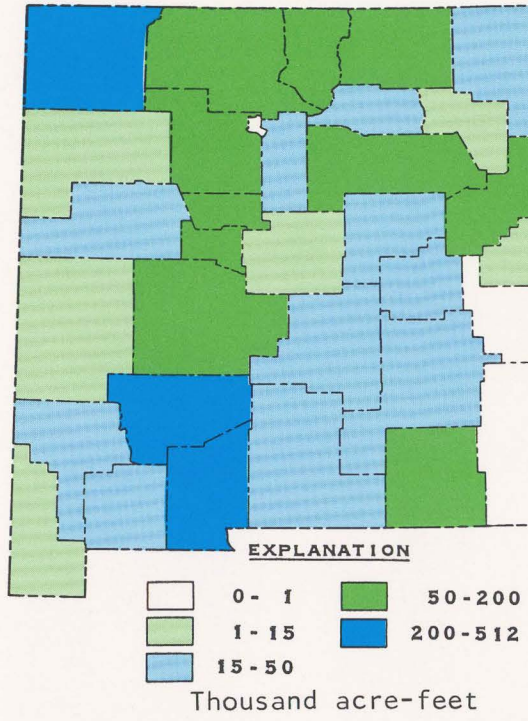 EXPLANATION
0- 1
50-200
1-15
200-512
15-50
Thousand acre-feet